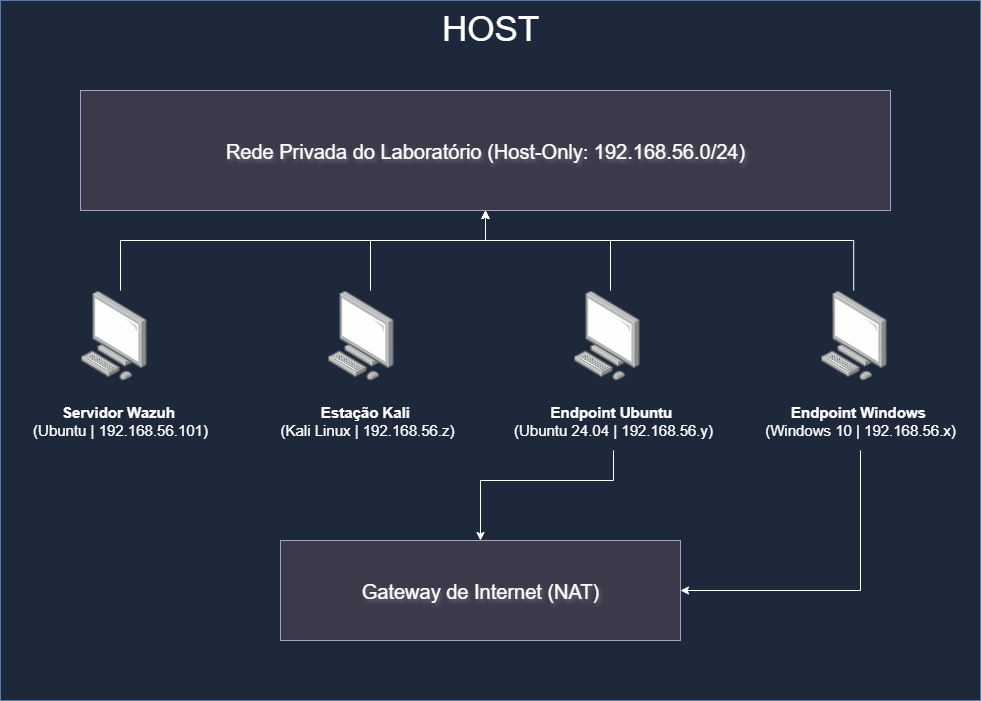 HOST
Rede Privada do Laboratório (Host-Only: 192.168.56.0/24)
Servidor Wazuh
(Ubuntu | 192.168.56.101)
Estação Kali
(Kali Linux | 192.168.56.z)
Endpoint Ubuntu
(Ubuntu 24.04 | 192.168.56.y)
Endpoint Windows
(Windows 10 | 192.168.56.x)
Gateway de Internet (NAT)